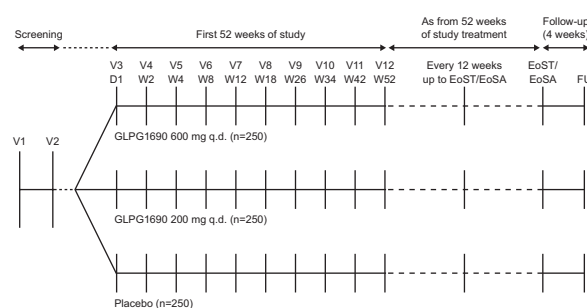 Screening
First 52 weeks of study
As from 52 weeks
of study treatment
Follow-up
(4 weeks)
V3 V4 V5 V6 V7 V8 V9 V10 V11 V12
D1 W2 W4 W8 W12 W18 W26 W34 W42 W52
Every 12 weeks
up to EoST/EoSA
EoST/
EoSA
FU
GLPG1690 600 mg q.d. (n=250)
V1 V2
GLPG1690 200 mg q.d. (n=250)
Placebo (n=250)